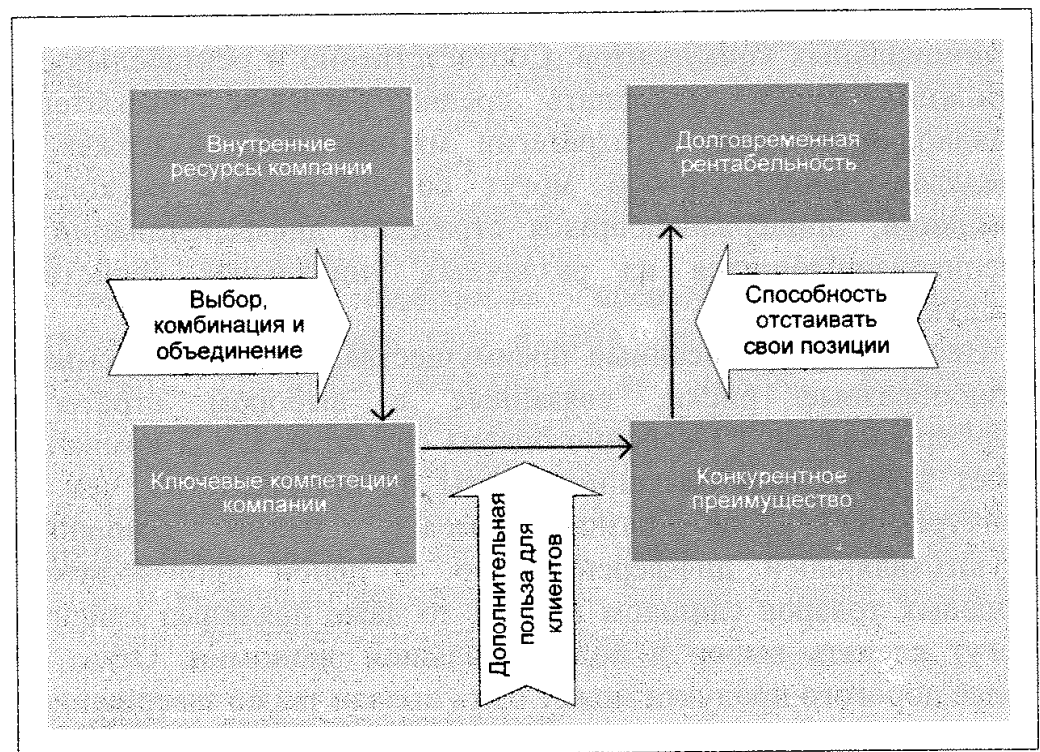 Внутренние
ресурсы компании
Долговременная
рентабельность
Выбор,
комбинация и
объединение
Способность
отстаивать
свои позиции
Ключевые компетеции
компании
Дополнительная
польза для
клиентов
Конкурентное
преимущество